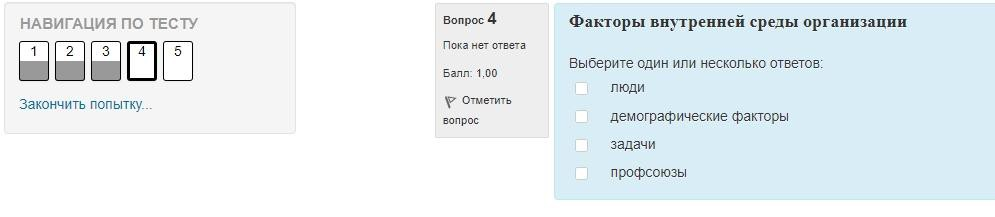 НАВИГАЦИЯ ПО ТЕСТУ
1 2 3 4 5
Закончить попытку...
Вопрос 4
Пока нет ответа
Балл: 1,00
Отметить
вопрос
Факторы внутренней среды организации
Выберите один или несколько ответов:
люди
демографические факторы
задачи
профсоюзы